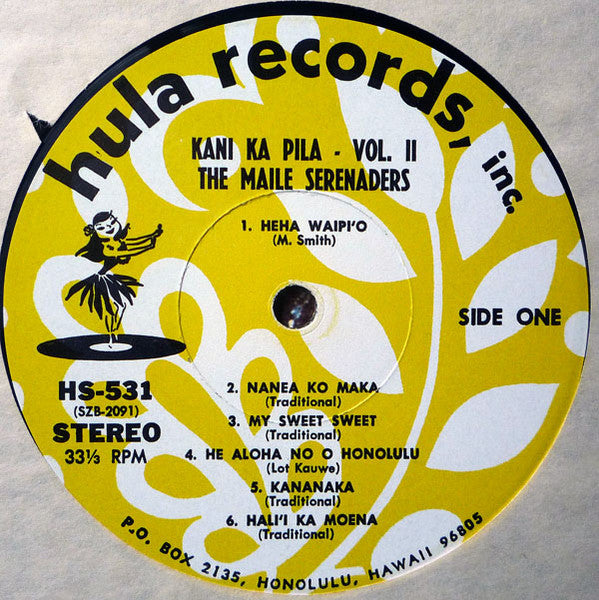 hula records, inc.
KANI KA PILA - VOL. II
THE MAILE SERENADERS
1. HEHA WAIPI'O
(M. Smith)
SIDE ONE
HS-531
(SZB-2091)
STEREO
33⅓ RPM
2. NANEA KO MAKA
(Traditional)
3. MY SWEET SWEET
(Traditional)
4. HE ALOHA NO O HONOLULU
(Lot Kauwe)
5. KANANAKA
(Traditional)
6. HALI'I KA MOENA
(Traditional)
P.O. BOX 2135, HONOLULU, HAWAII 96805